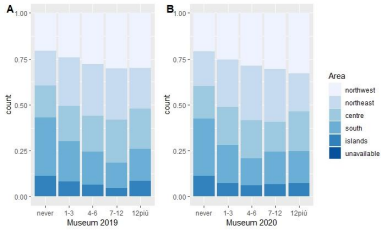 A
B
1.00
0.75
0.50
0.25
0.00
count
never
1-3
4-6
7-12
12più
Museum 2019
1.00
0.75
0.50
0.25
0.00
count
never
1-3
4-6
7-12
12più
Museum 2020
Area
northwest
northeast
centre
south
islands
unavailable